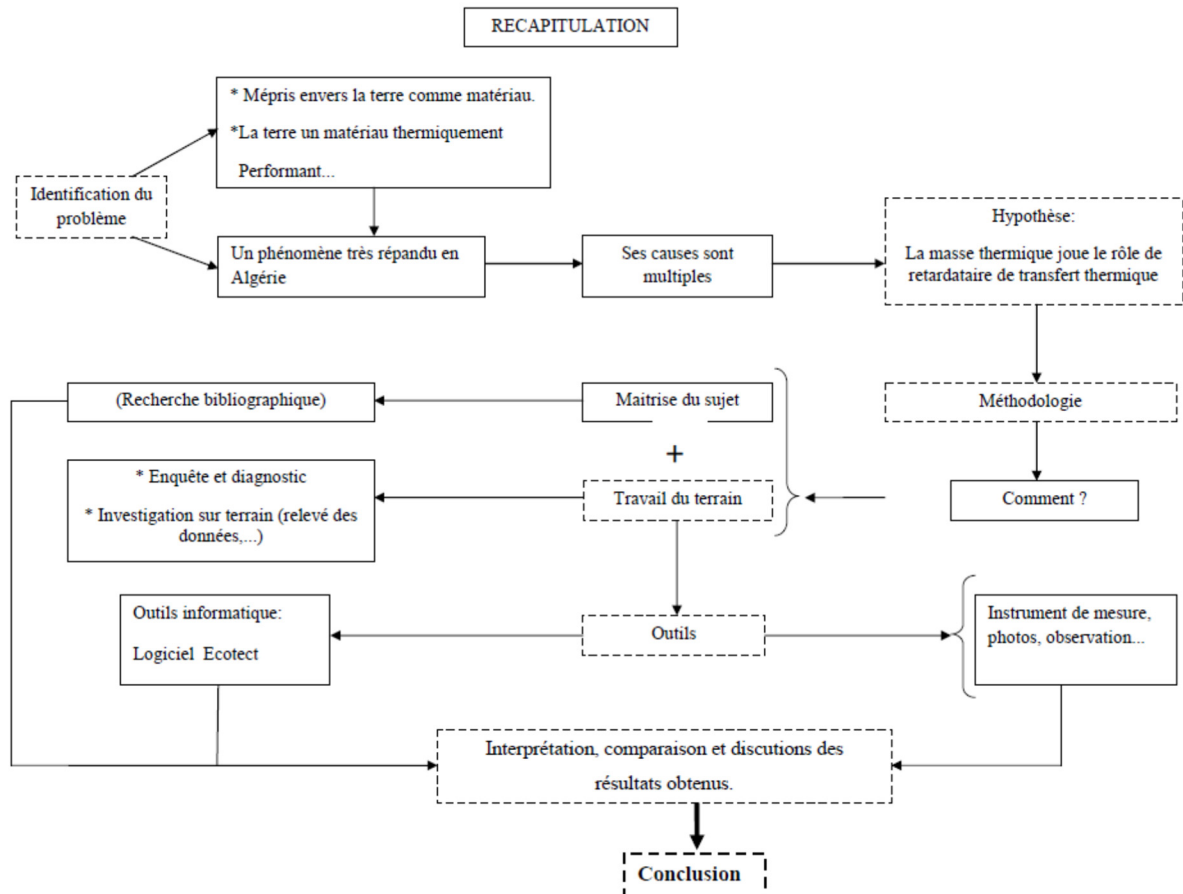 RECAPITULATION
* Mépris envers la terre comme matériau.
*La terre un matériau thermiquement
Performant...
Identification du
problème
Un phénomène très répandu en
Algérie
Ses causes sont
multiples
Hypothèse:
La masse thermique joue le rôle de
retardataire de transfert thermique
(Recherche bibliographique)
Maitrise du sujet
Méthodologie
+
* Enquête et diagnostic
* Investigation sur terrain (relevé des
données,...)
Travail du terrain
Comment ?
Outils informatique:
Logiciel Ecotect
Outils
Instrument de mesure,
photos, observation...
Interprétation, comparaison et discutions des
résultats obtenus.
Conclusion